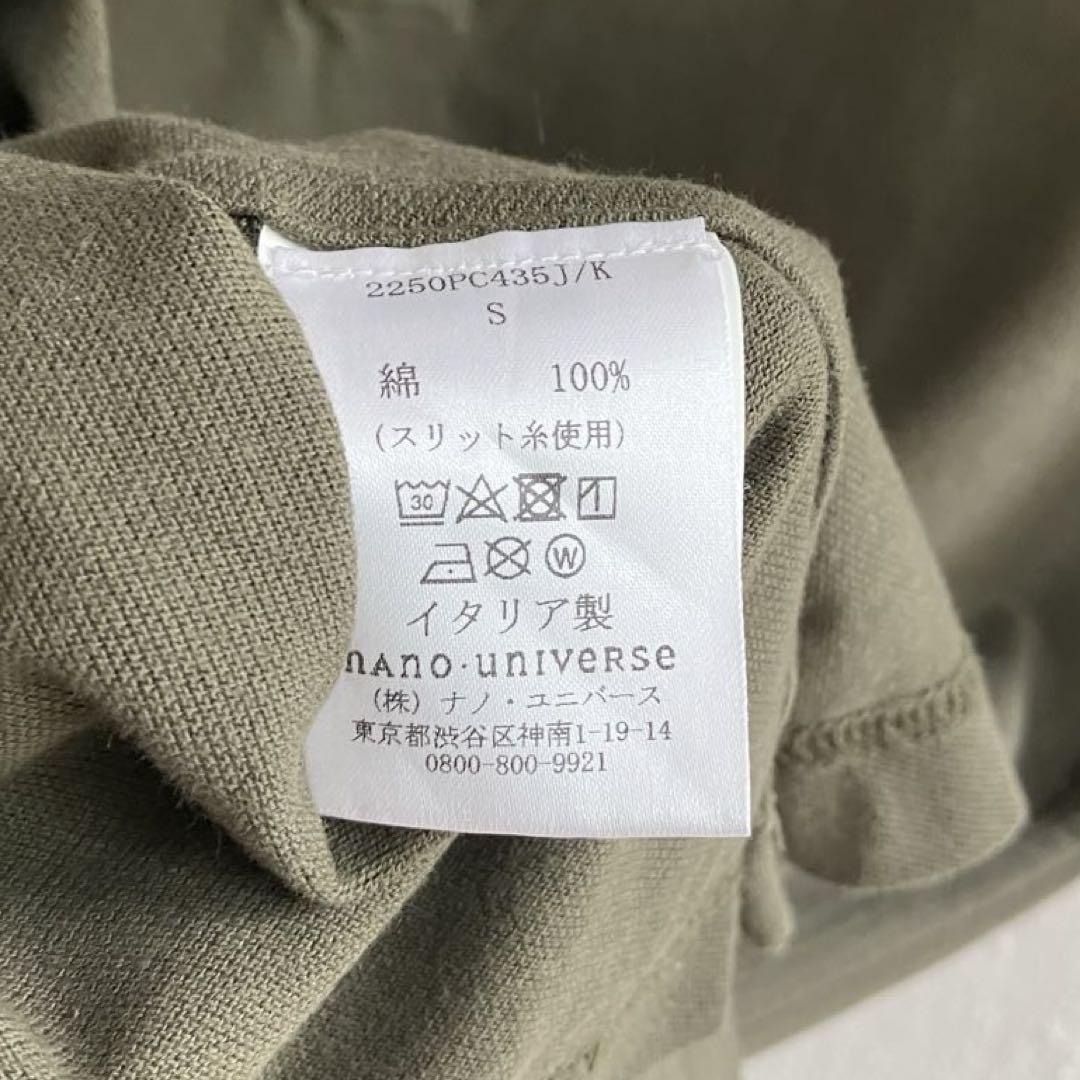 2250PC435J/K
S
綿 100%
(スリット糸使用)
30
W
イタリア製
nano・universe
(株)ナノ・ユニバース
東京都渋谷区神南1-19-14
0800-800-9921